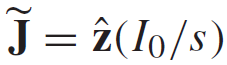 J̃ = ẑ(I₀/s)